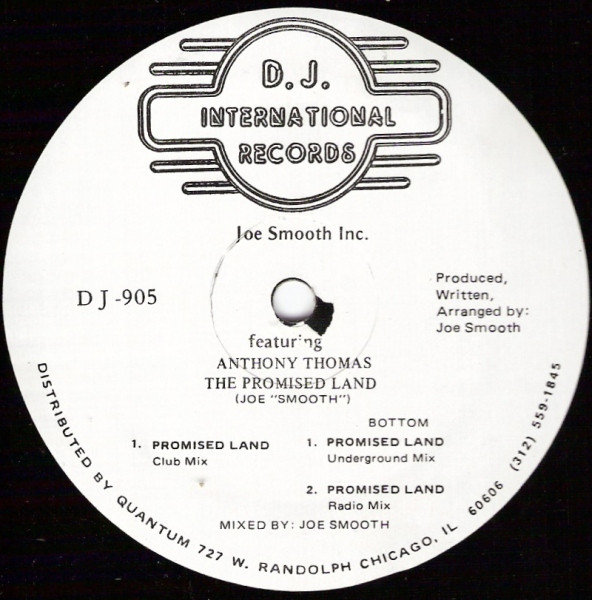 D. J.
INTERNATIONAL
RECORDS
Joe Smooth Inc.
D J -905
Produced,
Written,
Arranged by:
Joe Smooth
featuring
ANTHONY THOMAS
THE PROMISED LAND
(JOE "SMOOTH")
BOTTOM
1. PROMISED LAND
Club Mix
1. PROMISED LAND
Underground Mix
2. PROMISED LAND
Radio Mix
MIXED BY: JOE SMOOTH
DISTRIBUTED BY QUANTUM 727 W. RANDOLPH CHICAGO, IL 60606 (312) 559-1845